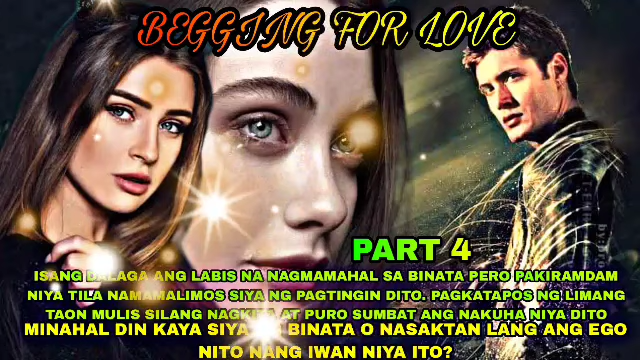 BEGGING FOR LOVE
PART 4
ISANG DALAGA ANG LABIS NA NAGMAMAHAL SA BINATA PERO PAKIRAMDAM
NIYA TILA NAMAMALIMOS SIYA NG PAGTINGIN DITO. PAGKATAPOS NG LIMANG
TAON MULIS SILANG NAGKITA AT PURO SUMBAT ANG NAKUHA NIYA DITO
MINAHAL DIN KAYA SIYA BINATA O NASAKTAN LANG ANG EGO
NITO NANG IWAN NIYA ITO?